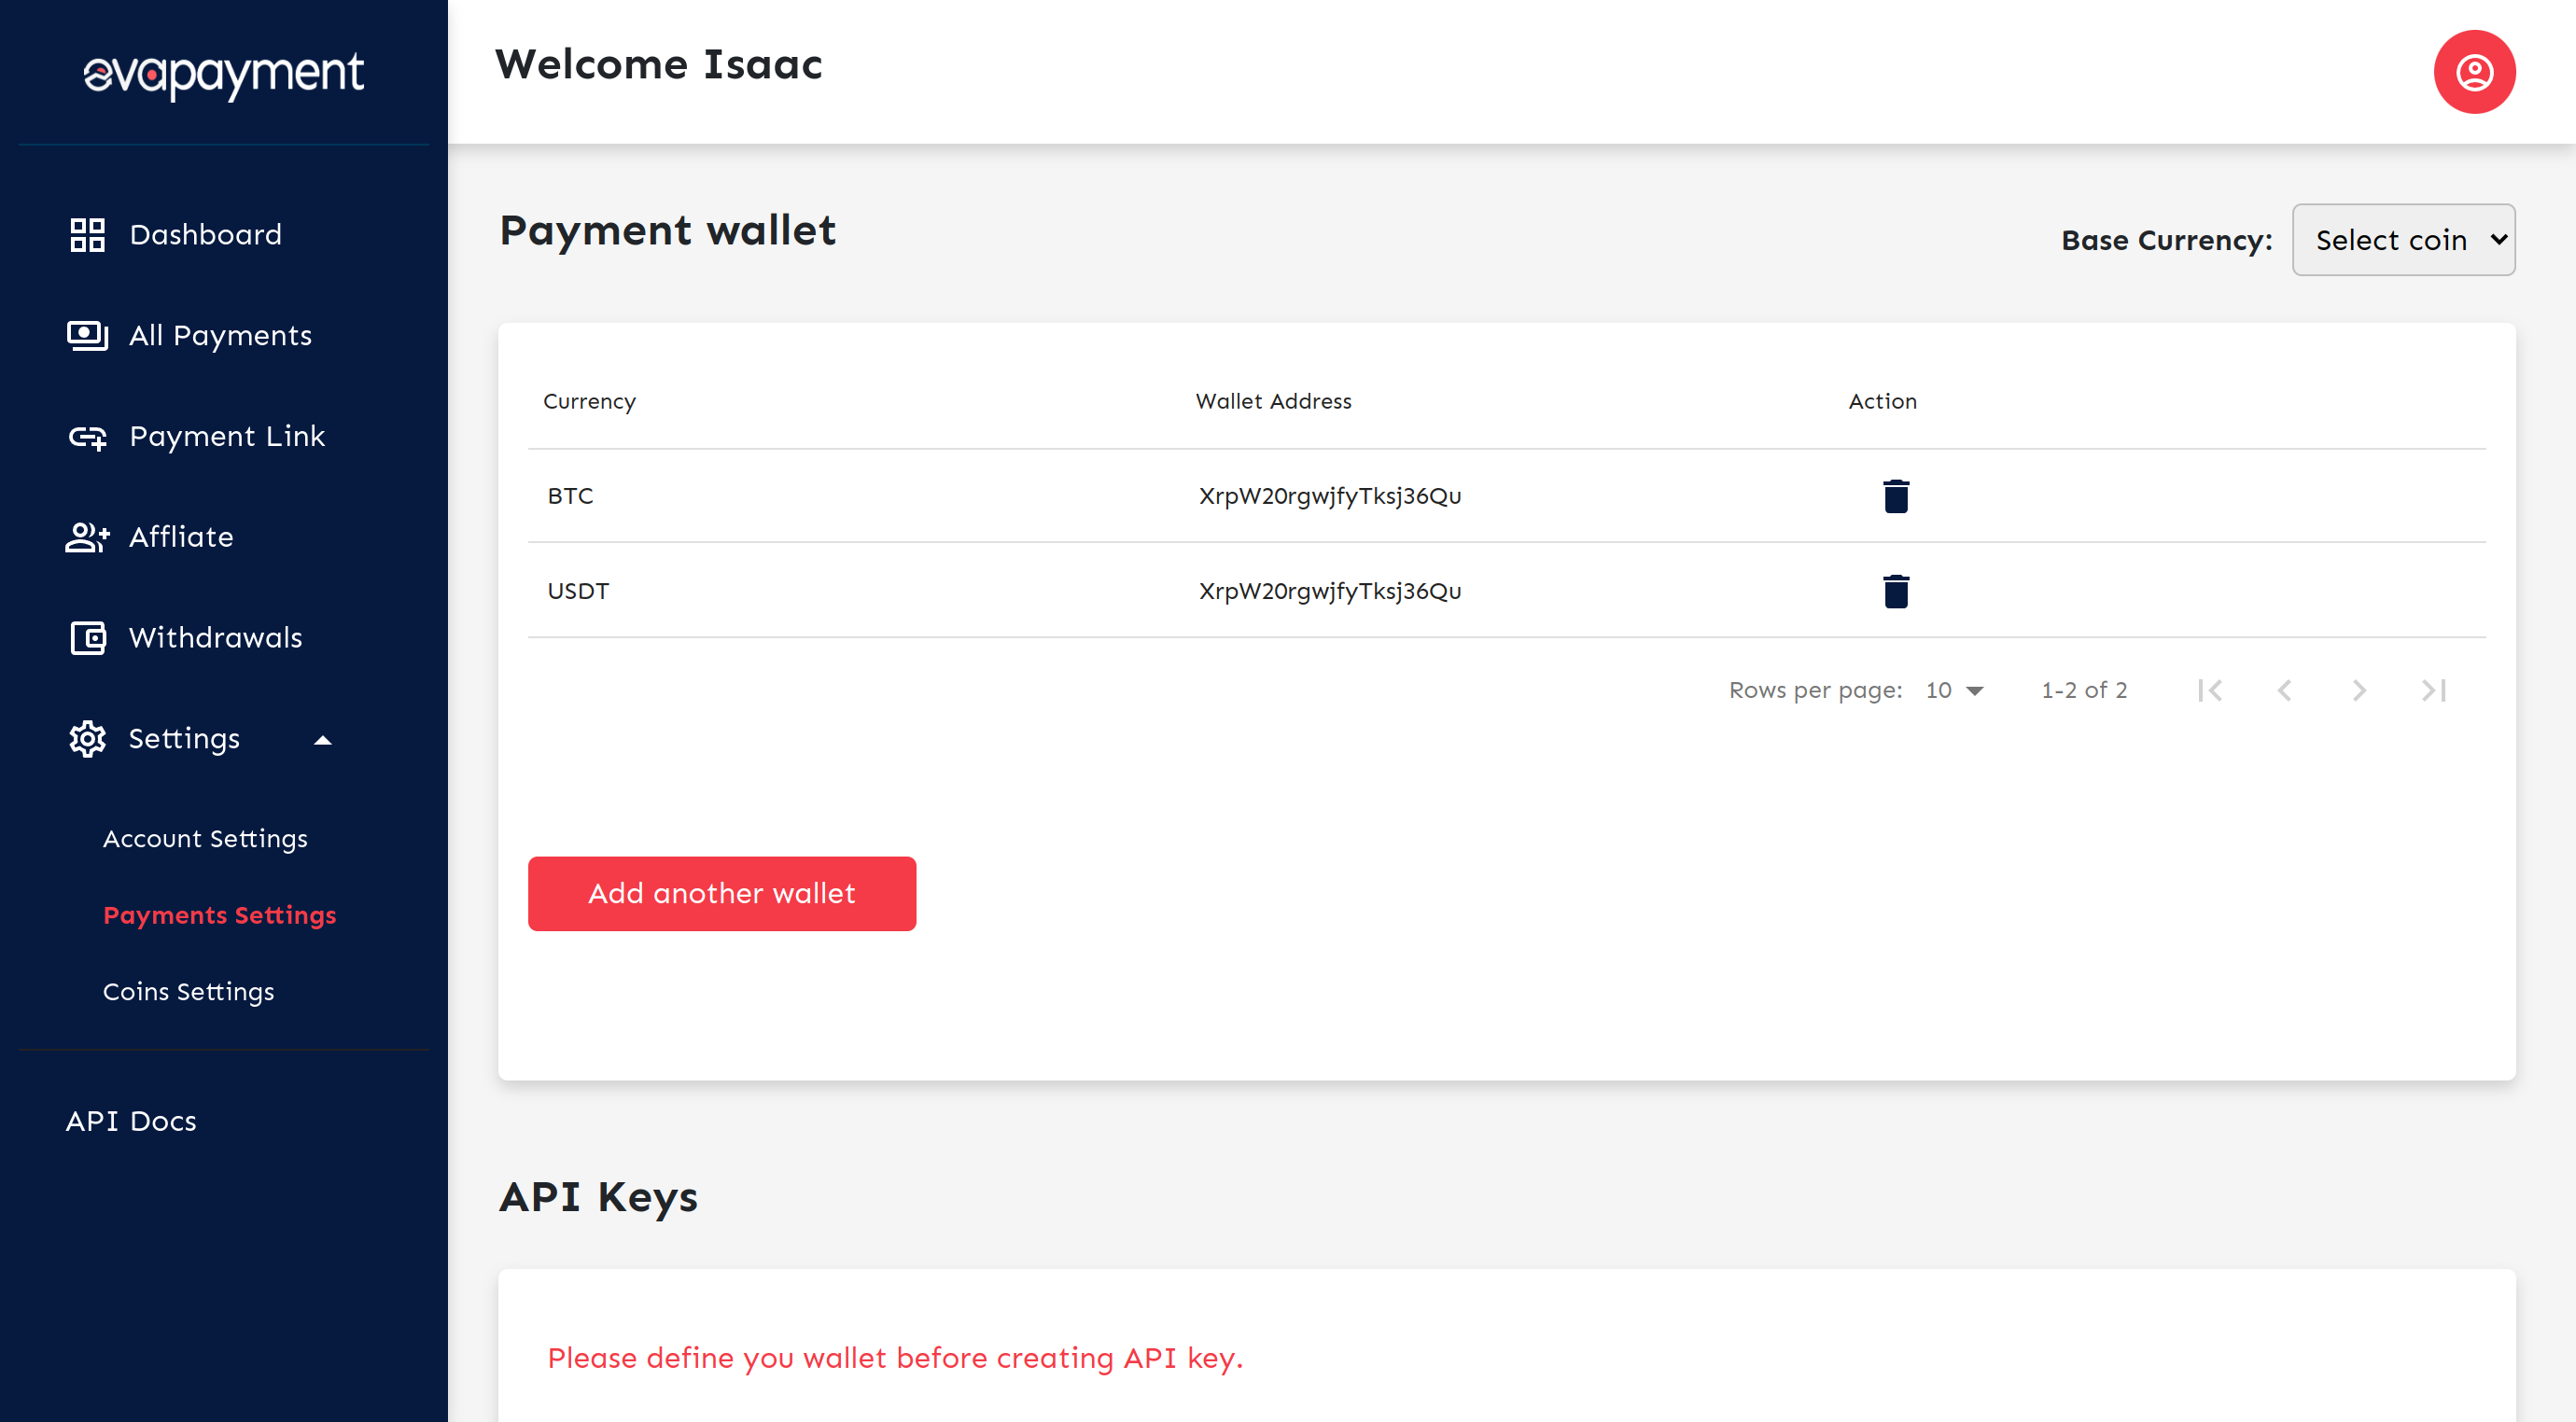 evapayment
Welcome Isaac
Dashboard
All Payments
Payment Link
Affliate
Withdrawals
Settings
Account Settings
Payments Settings
Coins Settings
API Docs
Payment wallet
Base Currency: Select coin
Currency Wallet Address Action
BTC XrpW20rgwjfyTksj36Qu
USDT XrpW20rgwjfyTksj36Qu
Rows per page: 10 1-2 of 2
Add another wallet
API Keys
Please define you wallet before creating API key.